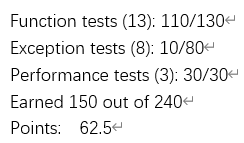 Function tests (13): 110/130↵
Exception tests (8): 10/80↵
Performance tests (3): 30/30↵
Earned 150 out of 240↵
Points: 62.5↵